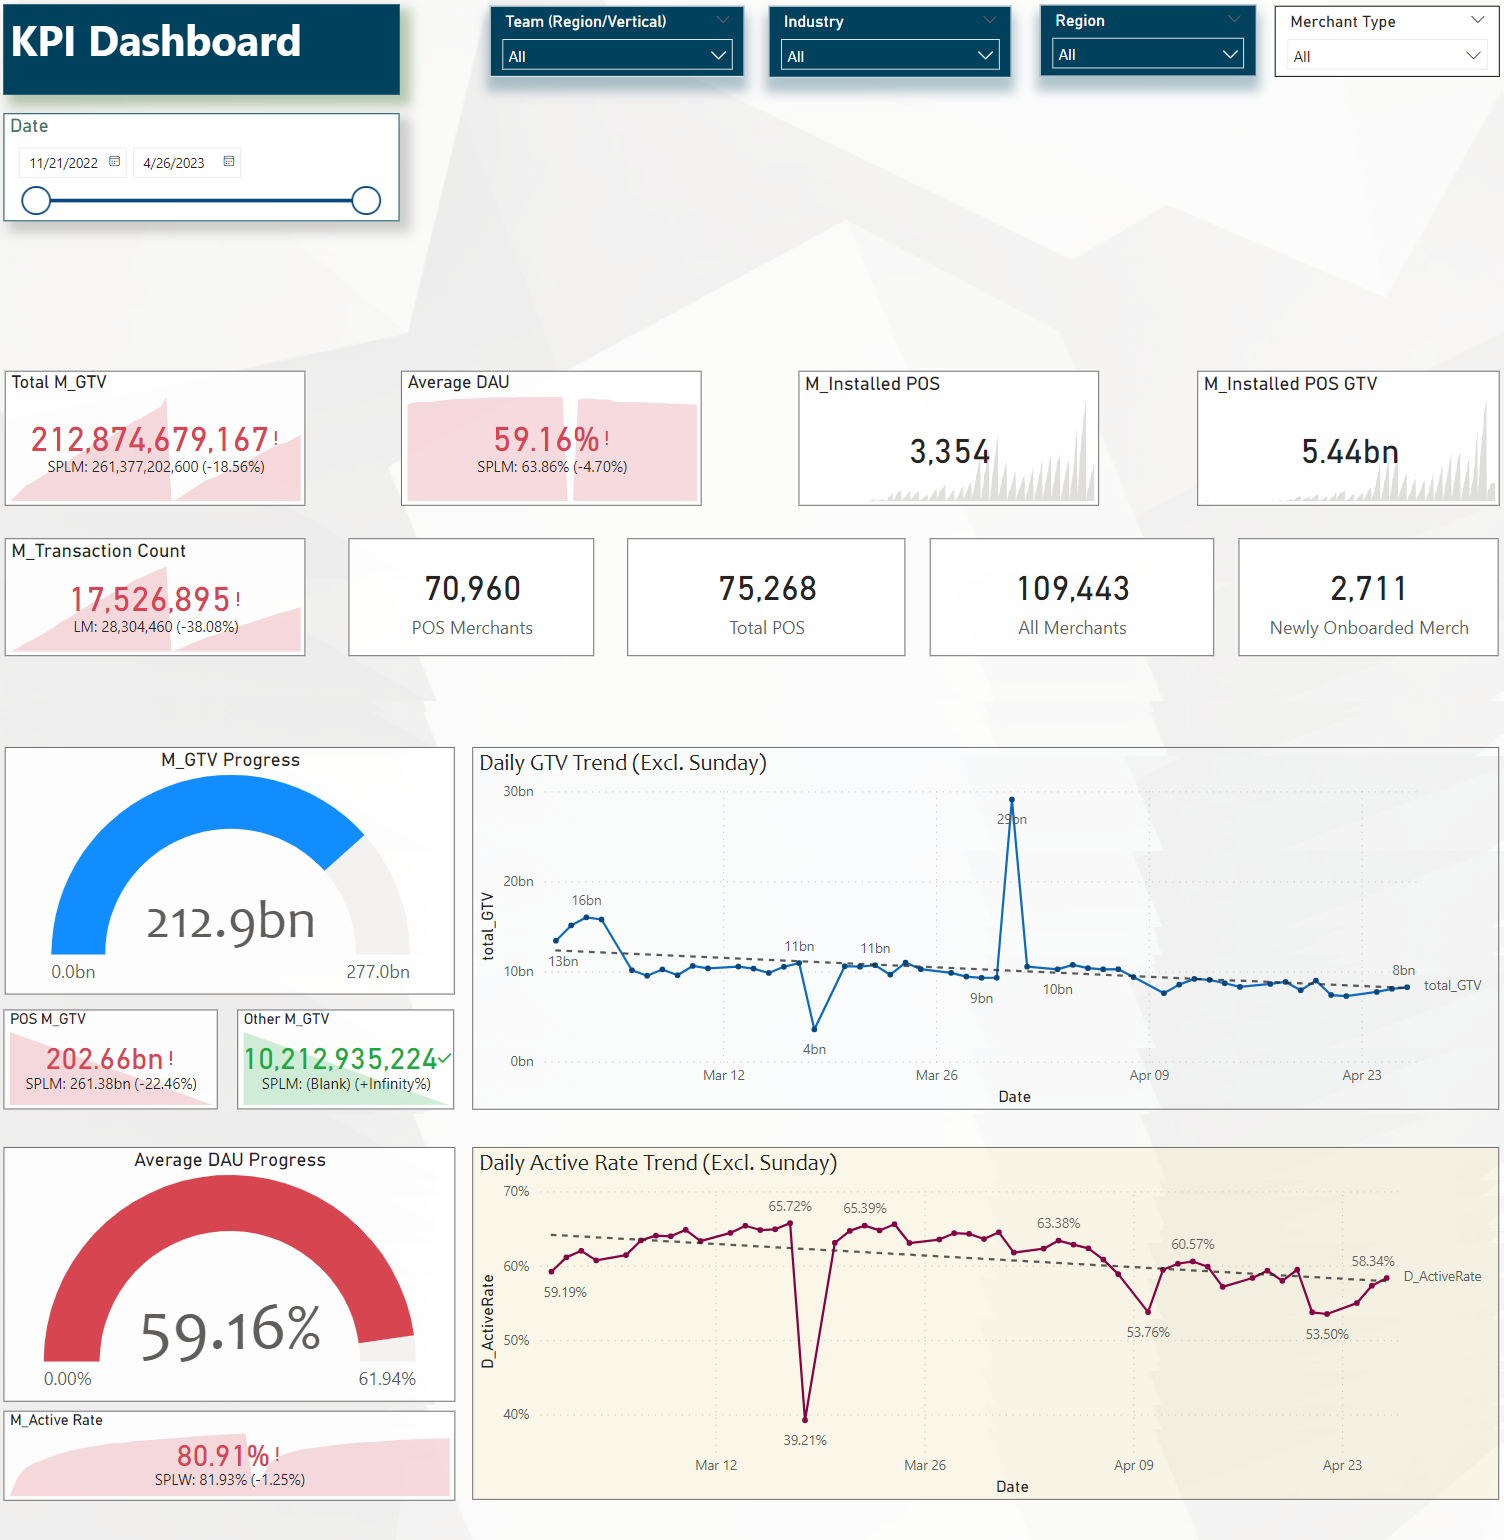 KPI Dashboard
Team (Region/Vertical)
All
Industry
All
Region
All
Merchant Type
All
Date
11/21/2022
4/26/2023
Total M_GTV
212,874,679,167!
SPLM: 261,377,202,600 (-18.56%)
Average DAU
59.16%!
SPLM: 63.86% (-4.70%)
M_Installed POS
3,354
M_Installed POS GTV
5.44bn
M_Transaction Count
17,526,895!
LM: 28,304,460 (-38.08%)
70,960
POS Merchants
75,268
Total POS
109,443
All Merchants
2,711
Newly Onboarded Merch
M_GTV Progress
212.9bn
0.0bn
277.0bn
Daily GTV Trend (Excl. Sunday)
total_GTV
30bn
20bn
10bn
0bn
13bn
16bn
11bn
4bn
11bn
9bn
29bn
10bn
8bn
total_GTV
Mar 12
Mar 26
Apr 09
Apr 23
Date
POS M_GTV
202.66bn!
SPLM: 261.38bn (-22.46%)
Other M_GTV
10,212,935,224✓
SPLM: (Blank) (+Infinity%)
Average DAU Progress
59.16%
0.00%
61.94%
Daily Active Rate Trend (Excl. Sunday)
D_ActiveRate
70%
60%
50%
40%
59.19%
65.72%
39.21%
65.39%
63.38%
53.76%
60.57%
53.50%
58.34%
D_ActiveRate
Mar 12
Mar 26
Apr 09
Apr 23
Date
M_Active Rate
80.91%!
SPLW: 81.93% (-1.25%)